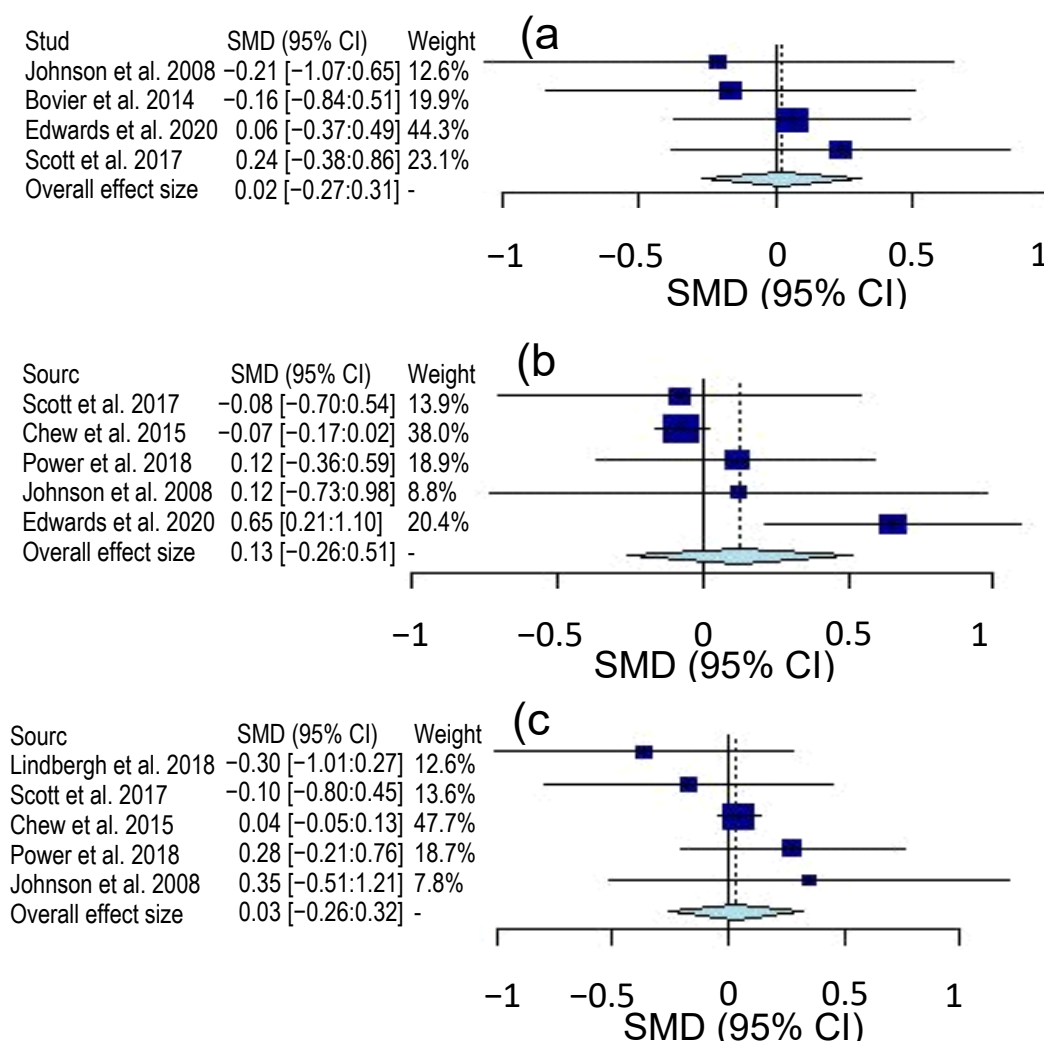 (a
Stud SMD (95% CI) Weight
Johnson et al. 2008 −0.21 [−1.07:0.65] 12.6%
Bovier et al. 2014 −0.16 [−0.84:0.51] 19.9%
Edwards et al. 2020 0.06 [−0.37:0.49] 44.3%
Scott et al. 2017 0.24 [−0.38:0.86] 23.1%
Overall effect size 0.02 [−0.27:0.31] -
−1 −0.5 0 0.5 1
SMD (95% CI)
(b
Sourc SMD (95% CI) Weight
Scott et al. 2017 −0.08 [−0.70:0.54] 13.9%
Chew et al. 2015 −0.07 [−0.17:0.02] 38.0%
Power et al. 2018 0.12 [−0.36:0.59] 18.9%
Johnson et al. 2008 0.12 [−0.73:0.98] 8.8%
Edwards et al. 2020 0.65 [0.21:1.10] 20.4%
Overall effect size 0.13 [−0.26:0.51] -
−1 −0.5 0 0.5 1
SMD (95% CI)
(c
Sourc SMD (95% CI) Weight
Lindbergh et al. 2018 −0.30 [−1.01:0.27] 12.6%
Scott et al. 2017 −0.10 [−0.80:0.45] 13.6%
Chew et al. 2015 0.04 [−0.05:0.13] 47.7%
Power et al. 2018 0.28 [−0.21:0.76] 18.7%
Johnson et al. 2008 0.35 [−0.51:1.21] 7.8%
Overall effect size 0.03 [−0.26:0.32] -
−1 −0.5 0 0.5 1
SMD (95% CI)